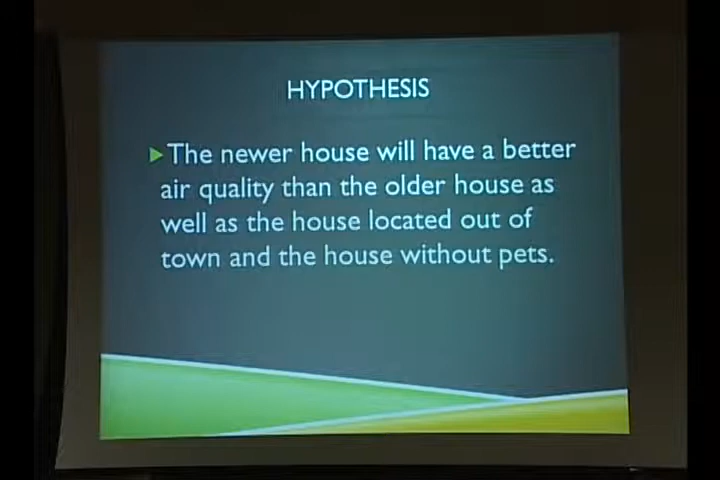 HYPOTHESIS
The newer house will have a better
air quality than the older house as
well as the house located out of
town and the house without pets.